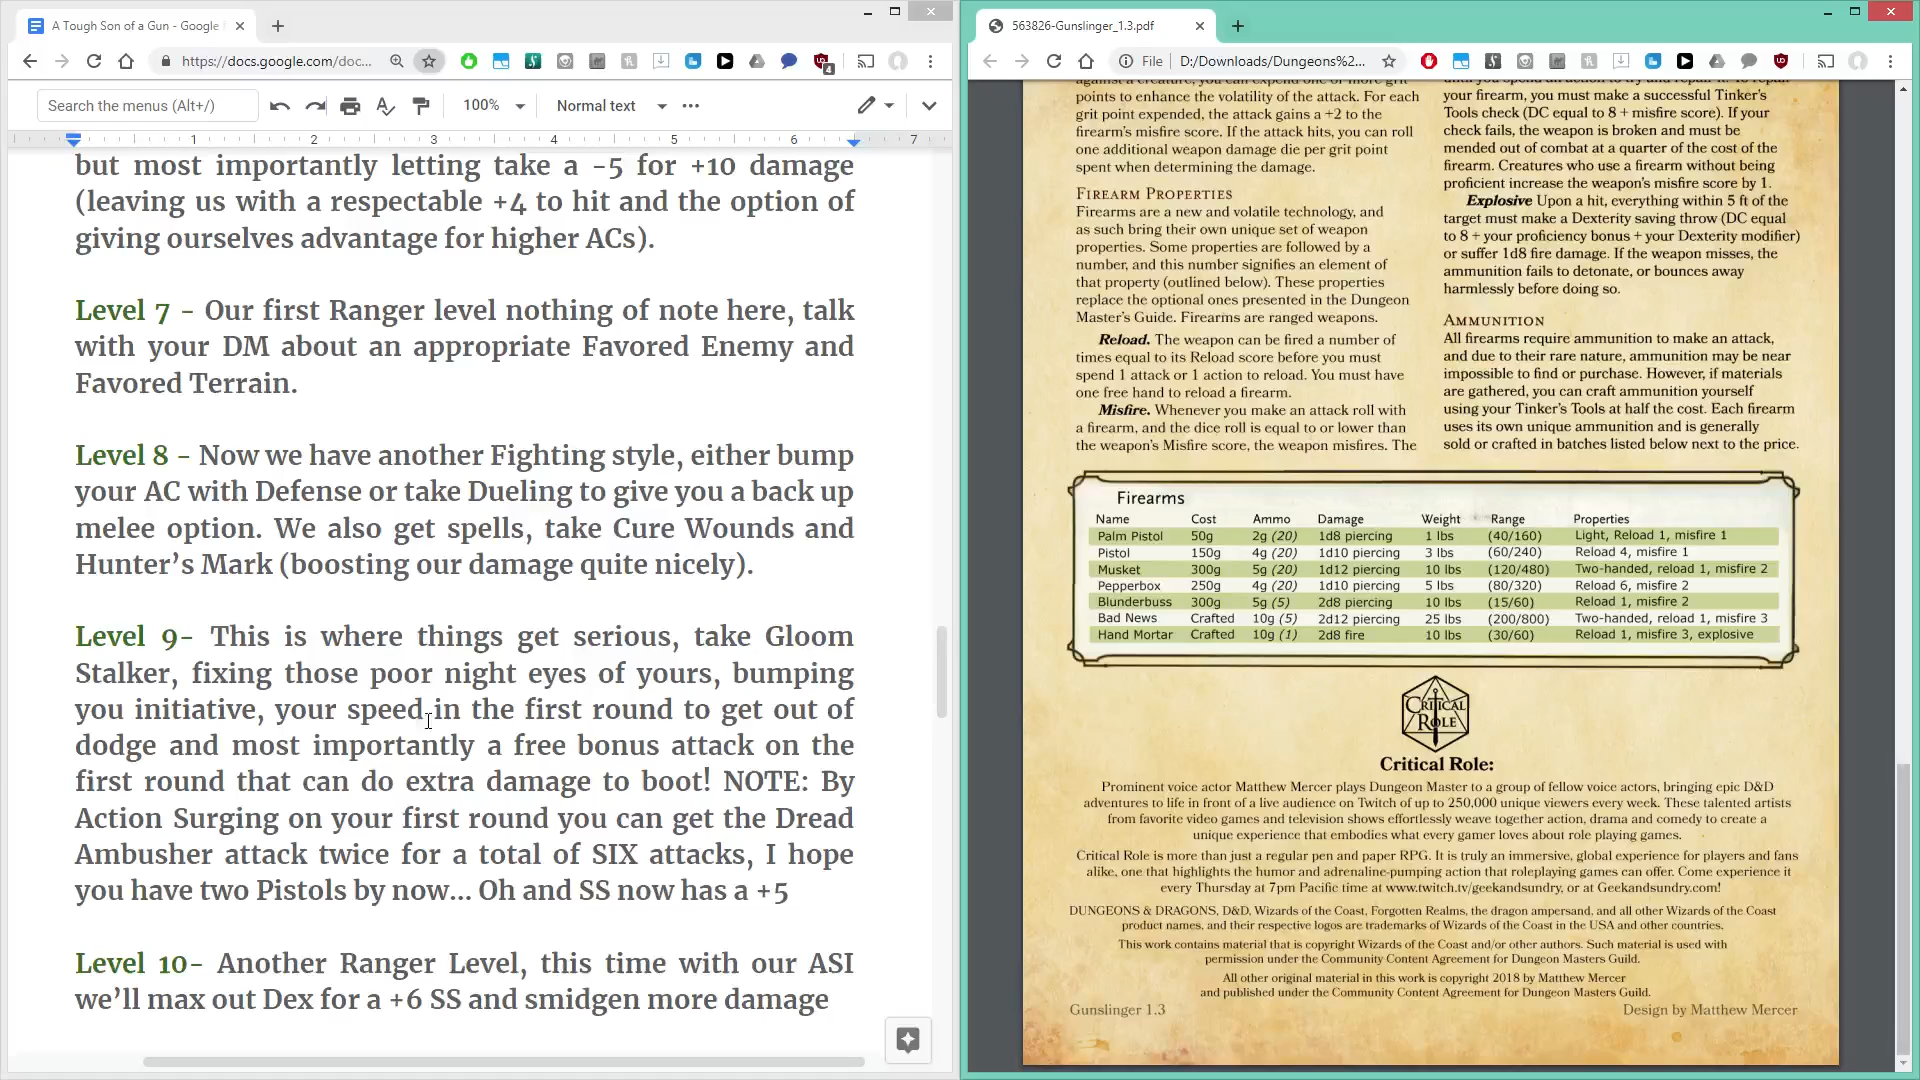 A Tough Son of a Gun - Google
https://docs.google.com/doc...
4
Search the menus (Alt+/)
100%
Normal text
1 2 3 4 5 6 7
but most importantly letting take a -5 for +10 damage
(leaving us with a respectable +4 to hit and the option of
giving ourselves advantage for higher ACs).
Level 7 - Our first Ranger level nothing of note here, talk
with your DM about an appropriate Favored Enemy and
Favored Terrain.
Level 8 - Now we have another Fighting style, either bump
your AC with Defense or take Dueling to give you a back up
melee option. We also get spells, take Cure Wounds and
Hunter’s Mark (boosting our damage quite nicely).
Level 9- This is where things get serious, take Gloom
Stalker, fixing those poor night eyes of yours, bumping
you initiative, your speed in the first round to get out of
dodge and most importantly a free bonus attack on the
first round that can do extra damage to boot! NOTE: By
Action Surging on your first round you can get the Dread
Ambusher attack twice for a total of SIX attacks, I hope
you have two Pistols by now... Oh and SS now has a +5
Level 10- Another Ranger Level, this time with our ASI
we’ll max out Dex for a +6 SS and smidgen more damage
563826-Gunslinger_1.3.pdf
File D:/Downloads/Dungeons%2...
points to enhance the volatility of the attack. For each
grit point expended, the attack gains a +2 to the
firearm’s misfire score. If the attack hits, you can roll
one additional weapon damage die per grit point
spent when determining the damage.
Firearm Properties
Firearms are a new and volatile technology, and
as such bring their own unique set of weapon
properties. Some properties are followed by a
number, and this number signifies an element of
that property (outlined below). These properties
replace the optional ones presented in the Dungeon
Master’s Guide. Firearms are ranged weapons.
Reload. The weapon can be fired a number of
times equal to its Reload score before you must
spend 1 attack or 1 action to reload. You must have
one free hand to reload a firearm.
Misfire. Whenever you make an attack roll with
a firearm, and the dice roll is equal to or lower than
the weapon’s Misfire score, the weapon misfires. The
your firearm, you must make a successful Tinker’s
Tools check (DC equal to 8 + misfire score). If your
check fails, the weapon is broken and must be
mended out of combat at a quarter of the cost of the
firearm. Creatures who use a firearm without being
proficient increase the weapon’s misfire score by 1.
Explosive Upon a hit, everything within 5 ft of the
target must make a Dexterity saving throw (DC equal
to 8 + your proficiency bonus + your Dexterity modifier)
or suffer 1d8 fire damage. If the weapon misses, the
ammunition fails to detonate, or bounces away
harmlessly before doing so.
Ammunition
All firearms require ammunition to make an attack,
and due to their rare nature, ammunition may be near
impossible to find or purchase. However, if materials
are gathered, you can craft ammunition yourself
using your Tinker’s Tools at half the cost. Each firearm
uses its own unique ammunition and is generally
sold or crafted in batches listed below next to the price.
Firearms
Name Cost Ammo Damage Weight Range Properties
Palm Pistol 50g 2g (20) 1d8 piercing 1 lbs (40/160) Light, Reload 1, misfire 1
Pistol 150g 4g (20) 1d10 piercing 3 lbs (60/240) Reload 4, misfire 1
Musket 300g 5g (20) 1d12 piercing 10 lbs (120/480) Two-handed, reload 1, misfire 2
Pepperbox 250g 4g (20) 1d10 piercing 5 lbs (80/320) Reload 6, misfire 2
Blunderbuss 300g 5g (5) 2d8 piercing 10 lbs (15/60) Reload 1, misfire 2
Bad News Crafted 10g (5) 2d12 piercing 25 lbs (200/800) Two-handed, reload 1, misfire 3
Hand Mortar Crafted 10g (1) 2d8 fire 10 lbs (30/60) Reload 1, misfire 3, explosive
Critical
Role
Critical Role:
Prominent voice actor Matthew Mercer plays Dungeon Master to a group of fellow voice actors, bringing epic D&D
adventures to life in front of a live audience on Twitch of up to 250,000 unique viewers every week. These talented artists
from favorite video games and television shows effortlessly weave together action, drama and comedy to create a
unique experience that embodies what every gamer loves about role playing games.
Critical Role is more than just a regular pen and paper RPG. It is truly an immersive, global experience for players and fans
alike, one that highlights the humor and adrenaline-pumping action that roleplaying games can offer. Come experience it
every Thursday at 7pm Pacific time at www.twitch.tv/geekandsundry, or at Geekandsundry.com!
DUNGEONS & DRAGONS, D&D, Wizards of the Coast, Forgotten Realms, the dragon ampersand, and all other Wizards of the Coast
product names, and their respective logos are trademarks of Wizards of the Coast in the USA and other countries.
This work contains material that is copyright Wizards of the Coast and/or other authors. Such material is used with
permission under the Community Content Agreement for Dungeon Masters Guild.
All other original material in this work is copyright 2018 by Matthew Mercer
and published under the Community Content Agreement for Dungeon Masters Guild.
Gunslinger 1.3
Design by Matthew Mercer